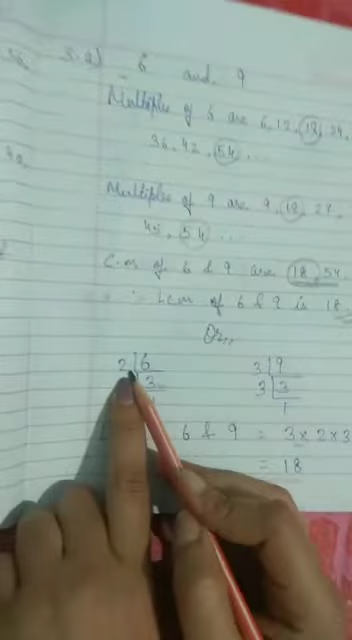 5. a) 6 and 9
Multiples of 6 are 6, 12, 18, 24,
36, 42, 54 ...
Multiples of 9 are 9, 18, 27,
45, 54 ...
C.m of 6 & 9 are 18, 54
∴ Lcm of 6 & 9 is 18
Or,,
2 6 3 9
3 3 3
1 1
6 & 9 = 3 × 2 × 3
= 18